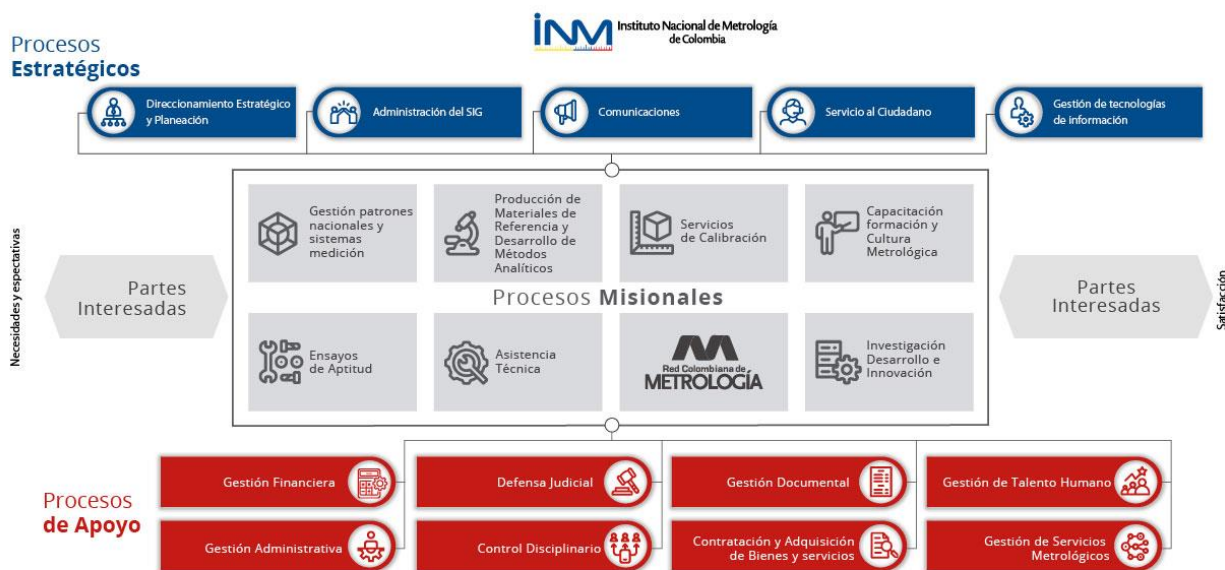 iNM Instituto Nacional de Metrología
de Colombia
Procesos
Estratégicos
Direccionamiento Estratégico
y Planeación
Administración del SIG
Comunicaciones
Servicio al Ciudadano
Gestión de tecnologías
de información
Necesidades y espectativas
Partes
Interesadas
Gestión patrones
nacionales y
sistemas
medición
Producción de
Materiales de
Referencia y
Desarrollo de
Métodos
Analíticos
Servicios
de Calibración
Capacitación
formación y
Cultura
Metrológica
Procesos Misionales
Ensayos
de Aptitud
Asistencia
Técnica
Red Colombiana de
METROLOGÍA
Investigación
Desarrollo e
Innovación
Partes
Interesadas
Satisfacción
Procesos
de Apoyo
Gestión Financiera
Defensa Judicial
Gestión Documental
Gestión de Talento Humano
Gestión Administrativa
Control Disciplinario
Contratación y Adquisición
de Bienes y servicios
Gestión de Servicios
Metrológicos